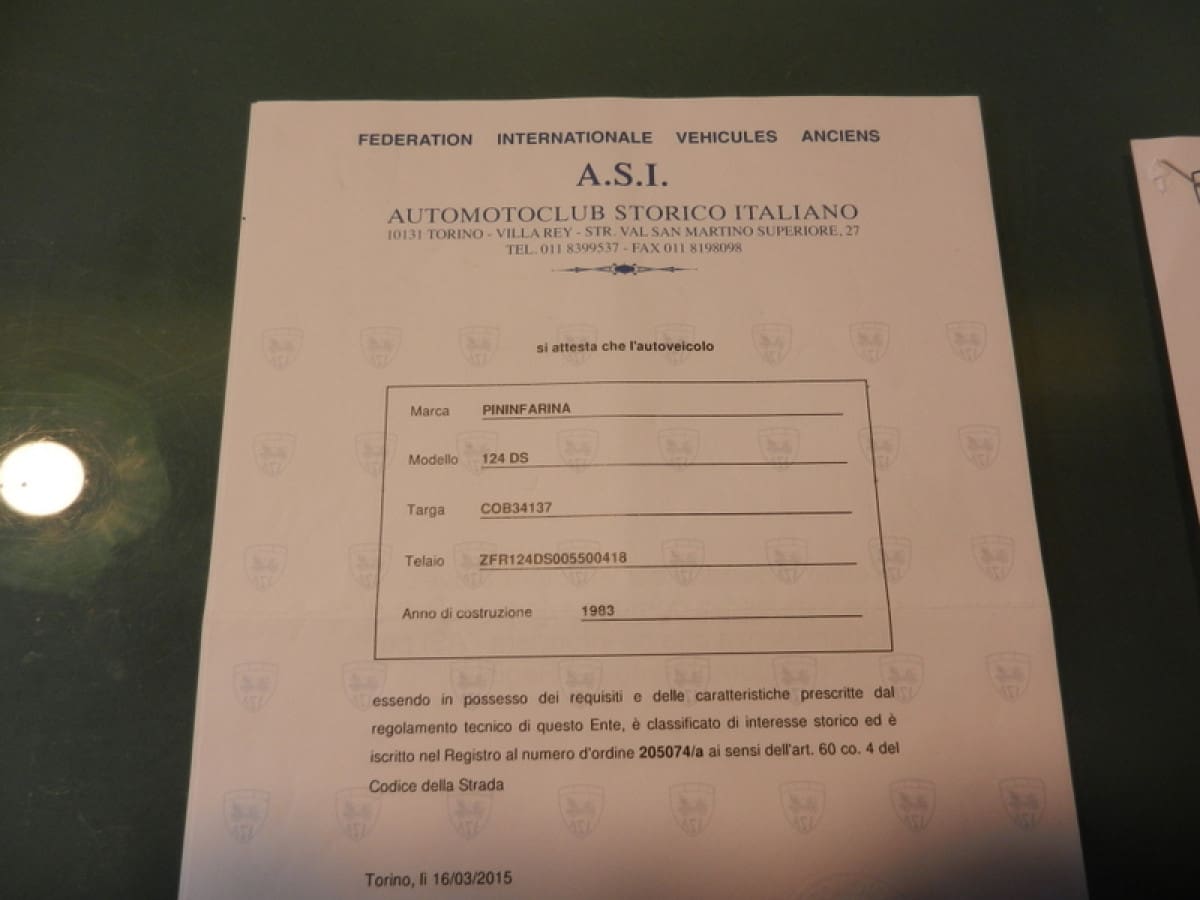 FEDERATION INTERNATIONALE VEHICULES ANCIENS
A.S.I.
AUTOMOTOCLUB STORICO ITALIANO
10131 TORINO - VILLA REY - STR. VAL SAN MARTINO SUPERIORE, 27
TEL. 011 8399537 - FAX 011 8198098
si attesta che l'autoveicolo
Marca PININFARINA
Modello 124 DS
Targa COB34137
Telaio ZFR124DS005500418
Anno di costruzione 1983
essendo in possesso dei requisiti e delle caratteristiche prescritte dal
regolamento tecnico di questo Ente, è classificato di interesse storico ed è
iscritto nel Registro al numero d'ordine 205074/a ai sensi dell'art. 60 co. 4 del
Codice della Strada
Torino, lì 16/03/2015